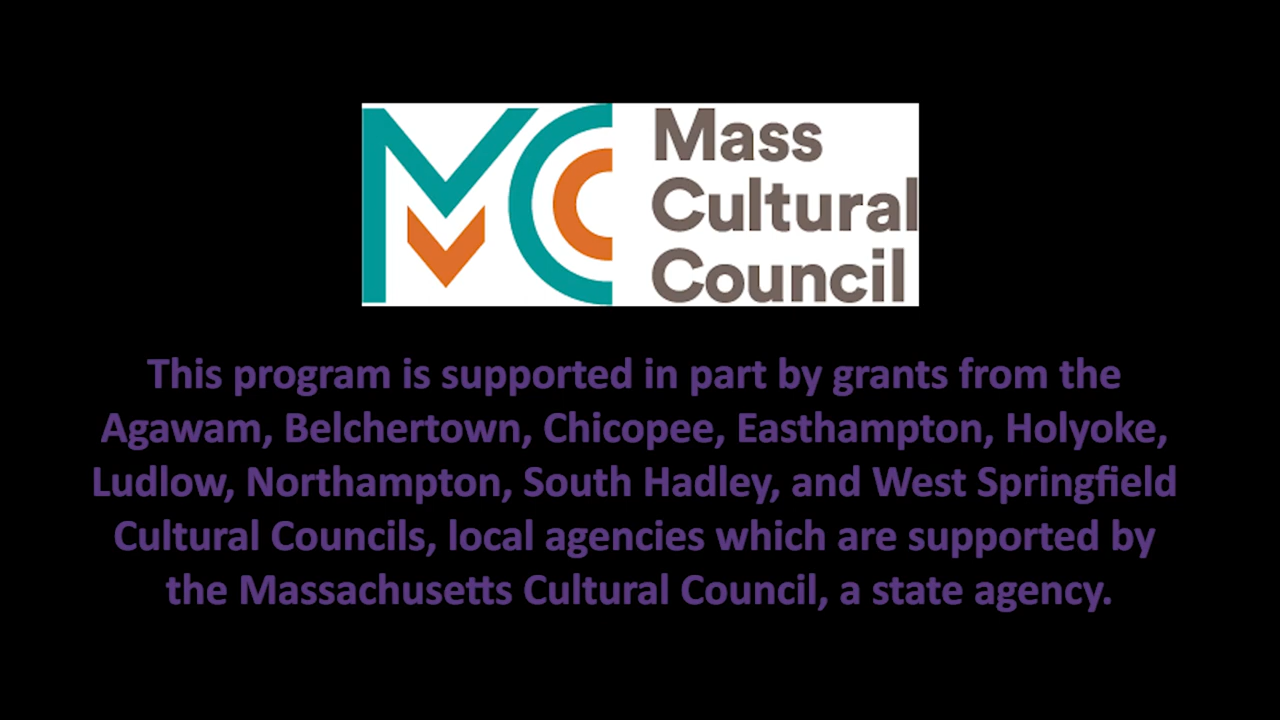 Mass
Cultural
Council
This program is supported in part by grants from the
Agawam, Belchertown, Chicopee, Easthampton, Holyoke,
Ludlow, Northampton, South Hadley, and West Springfield
Cultural Councils, local agencies which are supported by
the Massachusetts Cultural Council, a state agency.